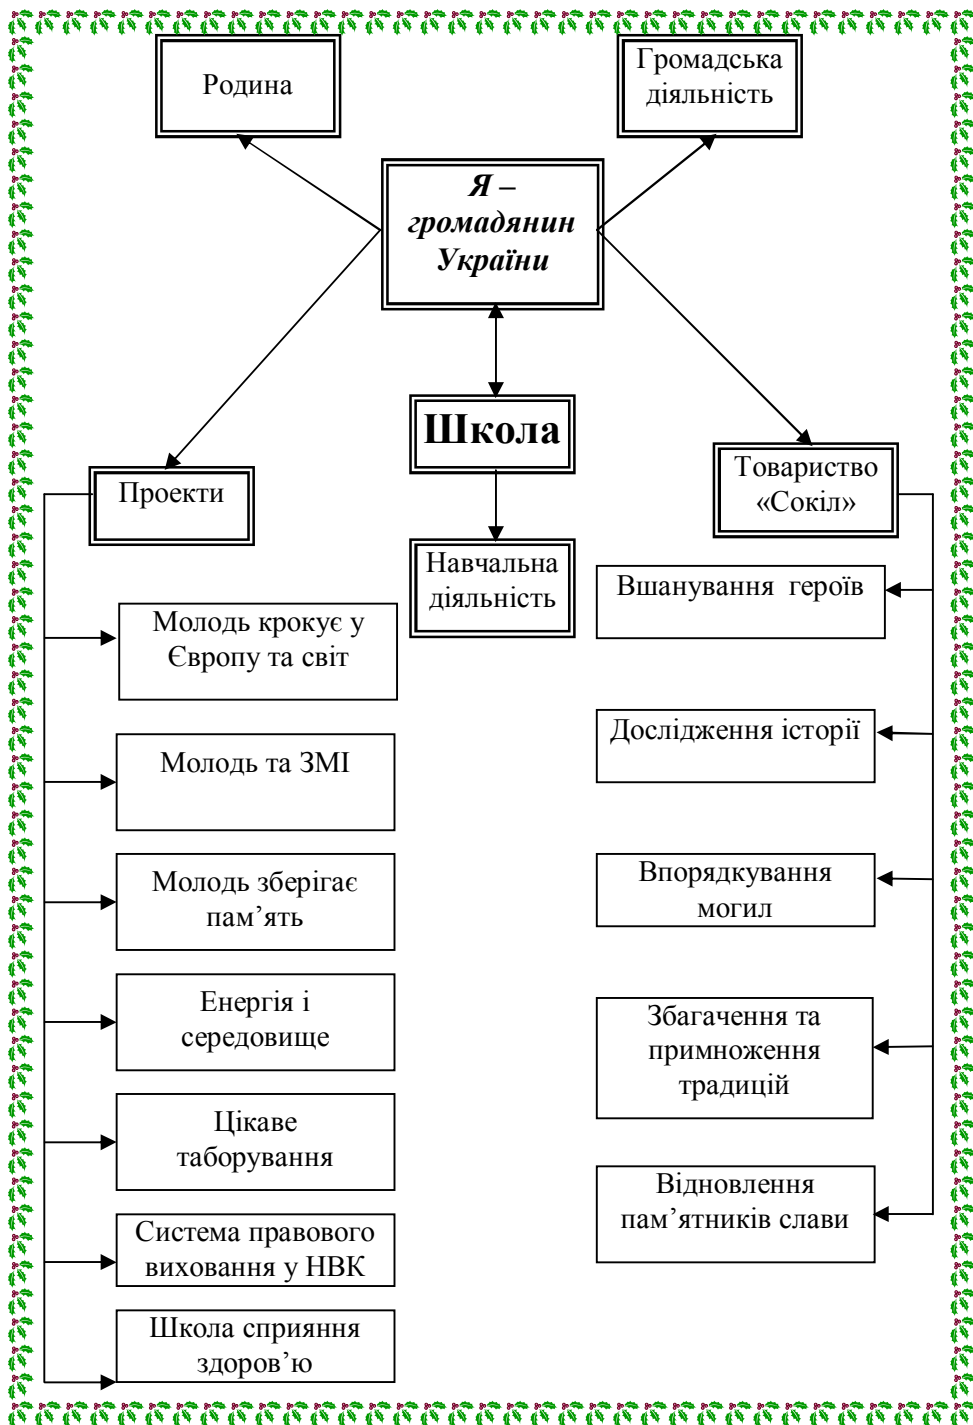 Родина
Громадська
діяльність
Я –
громадянин
України
Школа
Проекти
Товариство
«Сокіл»
Навчальна
діяльність
Молодь крокує у
Європу та світ
Молодь та ЗМІ
Молодь зберігає
пам’ять
Енергія і
середовище
Цікаве
таборування
Система правового
виховання у НВК
Школа сприяння
здоров’ю
Вшанування героїв
Дослідження історії
Впорядкування
могил
Збагачення та
примноження
традицій
Відновлення
пам’ятників слави